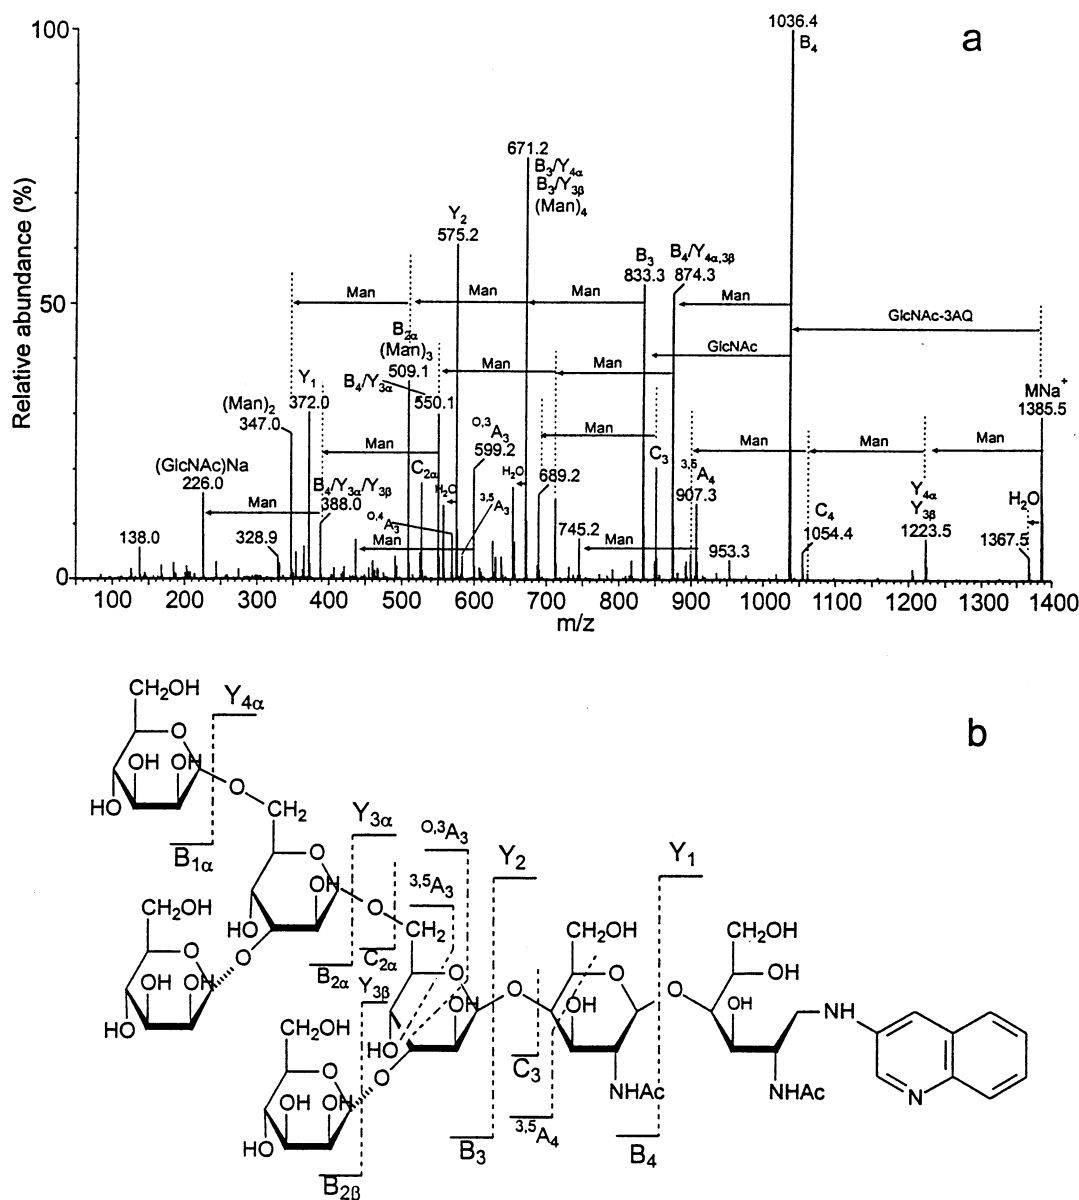 a
Relative abundance (%)
100
50
0
1036.4
B4
671.2
B3/Y4α
B3/Y3β
(Man)4
Y2
575.2
B3
833.3
B4/Y4α,3β
874.3
Man
Man
Man
Man
GlcNAc-3AQ
GlcNAc
B2α
(Man)3
509.1
Man
Man
B4/Y3α
550.1
Y1
372.0
(Man)2
347.0
MNa+
1385.5
0,3A3
599.2
Man
Man
C3
3,5A4
907.3
Man
Man
Man
(GlcNAc)Na
226.0
B4/Y3α/Y3β
388.0
Man
C2α
H2O
H2O
689.2
3,5A3
0,4A3
Y4α
Y3β
1223.5
C4
1054.4
H2O
1367.5
138.0
328.9
Man
745.2
Man
953.3
100 200 300 400 500 600 700 800 900 1000 1100 1200 1300 1400
m/z
b
CH2OH
Y4α
O
OH
OH
HO
O
CH2
B1α
Y3α
0,3A3
Y2
Y1
O
OH
HO
3,5A3
O
CH2
CH2OH
O
B2α
C2α
CH2OH
CH2OH
O
OH
OH
HO
Y3β
O
OH
HO
O
O
OH
O
OH
OH
NH
N
CH2OH
O
OH
OH
HO
O
C3
NHAc
NHAc
3,5A4
B3
B4
B2β